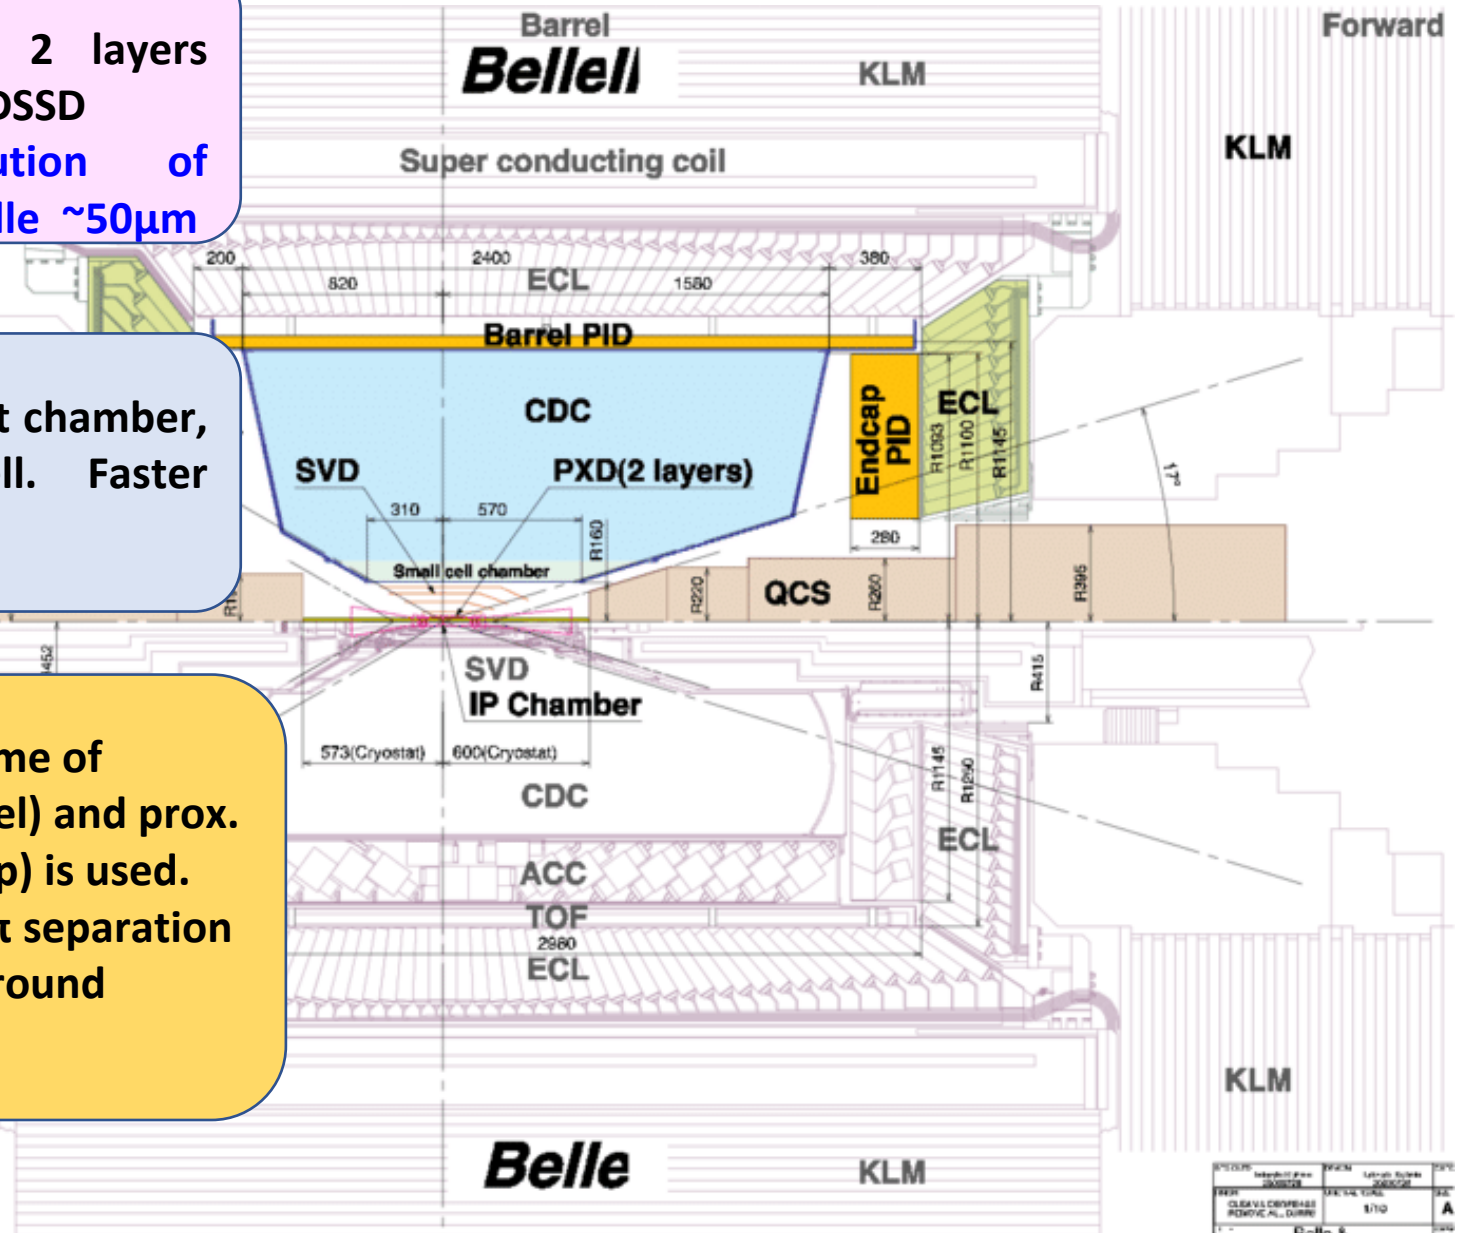 2 layers
DSSD
ution of
lle ~50μm
t chamber,
ll. Faster
me of
el) and prox.
p) is used.
π separation
round
Barrel
Forward
BelleII
KLM
KLM
Super conducting coil
200
2400
380
820
ECL
1580
Barrel PID
CDC
Endcap
PID
ECL
R1093
R1100
R1145
17°
SVD
PXD(2 layers)
310
570
R160
280
Small cell chamber
R220
QCS
R260
R395
SVD
IP Chamber
R415
573(Cryostat)
600(Cryostat)
R1145
R1290
CDC
ECL
ACC
TOF
2980
ECL
KLM
Belle
KLM
1/10
A